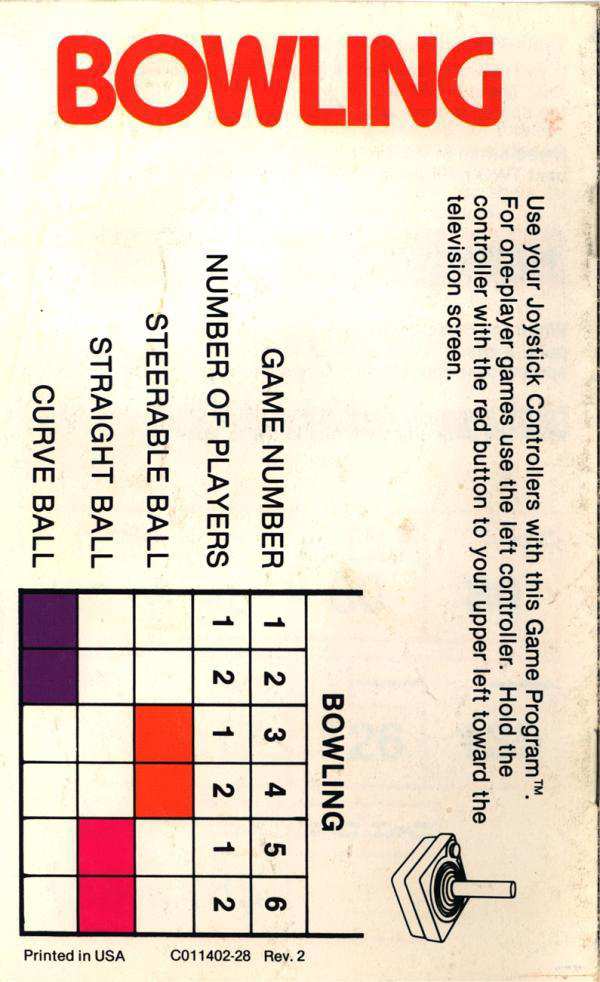 BOWLING
Use your Joystick Controllers with this Game Program™.
For one-player games use the left controller. Hold the
controller with the red button to your upper left toward the
television screen.
BOWLING
GAME NUMBER 1 2 3 4 5 6
NUMBER OF PLAYERS 1 2 1 2 1 2
STEERABLE BALL
STRAIGHT BALL
CURVE BALL
Printed in USA C011402-28 Rev. 2